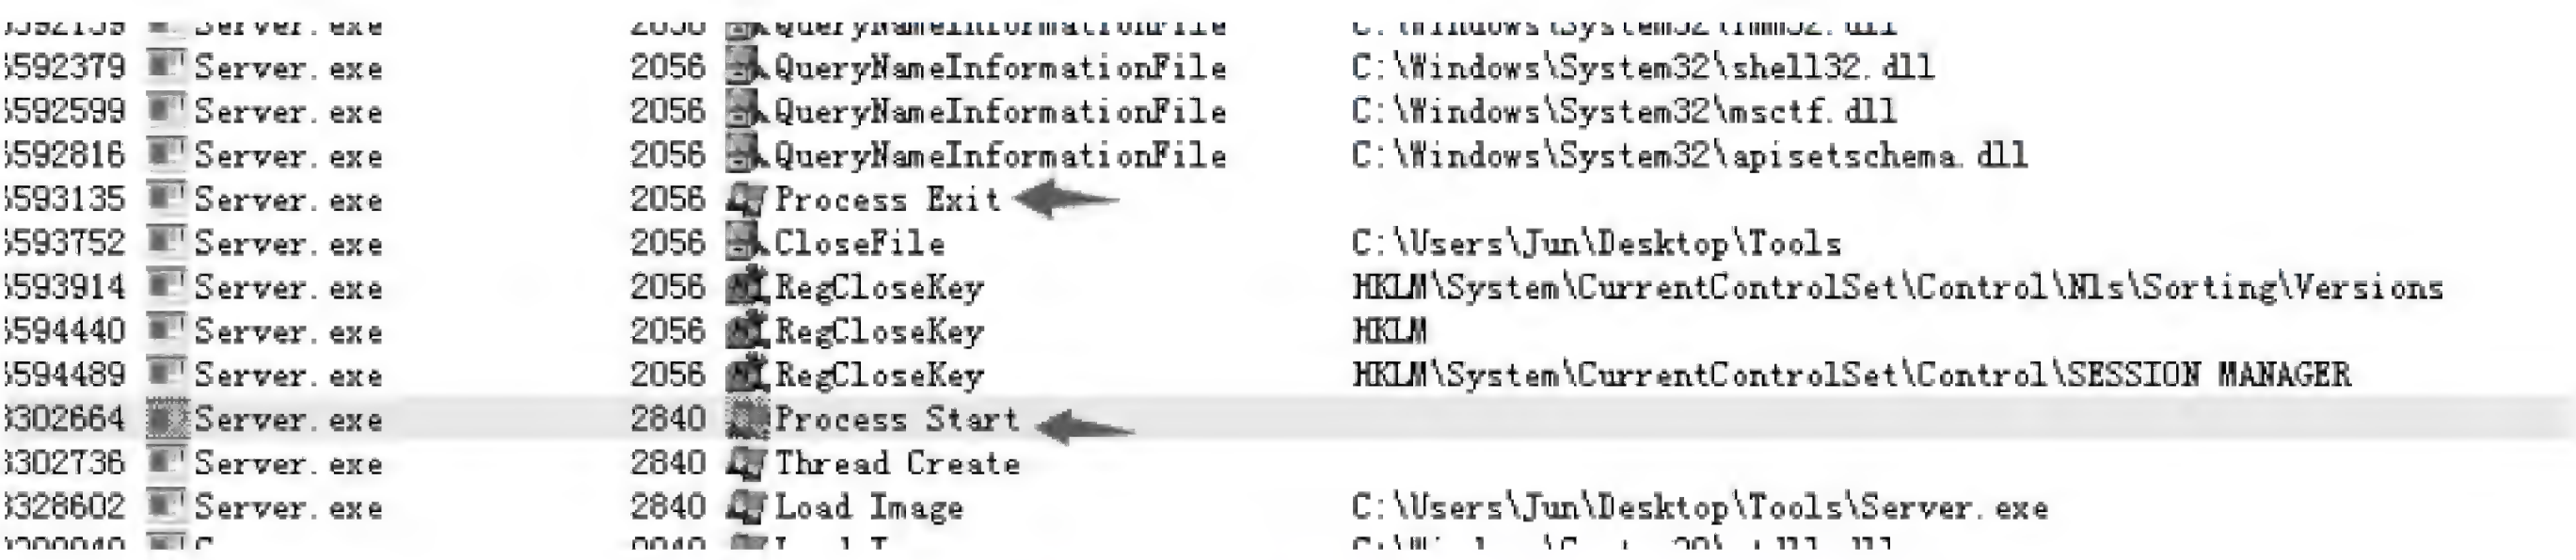 5592379 Server.exe 2056 QueryNameInformationFile C:\Windows\System32\shell32.dll
5592599 Server.exe 2056 QueryNameInformationFile C:\Windows\System32\msctf.dll
5592816 Server.exe 2056 QueryNameInformationFile C:\Windows\System32\apisetschema.dll
5593135 Server.exe 2056 Process Exit
5593752 Server.exe 2056 CloseFile C:\Users\Jun\Desktop\Tools
5593914 Server.exe 2056 RegCloseKey HKLM\System\CurrentControlSet\Control\Nls\Sorting\Versions
5594440 Server.exe 2056 RegCloseKey HKLM
5594489 Server.exe 2056 RegCloseKey HKLM\System\CurrentControlSet\Control\SESSION MANAGER
3302664 Server.exe 2840 Process Start
3302736 Server.exe 2840 Thread Create
3328602 Server.exe 2840 Load Image C:\Users\Jun\Desktop\Tools\Server.exe